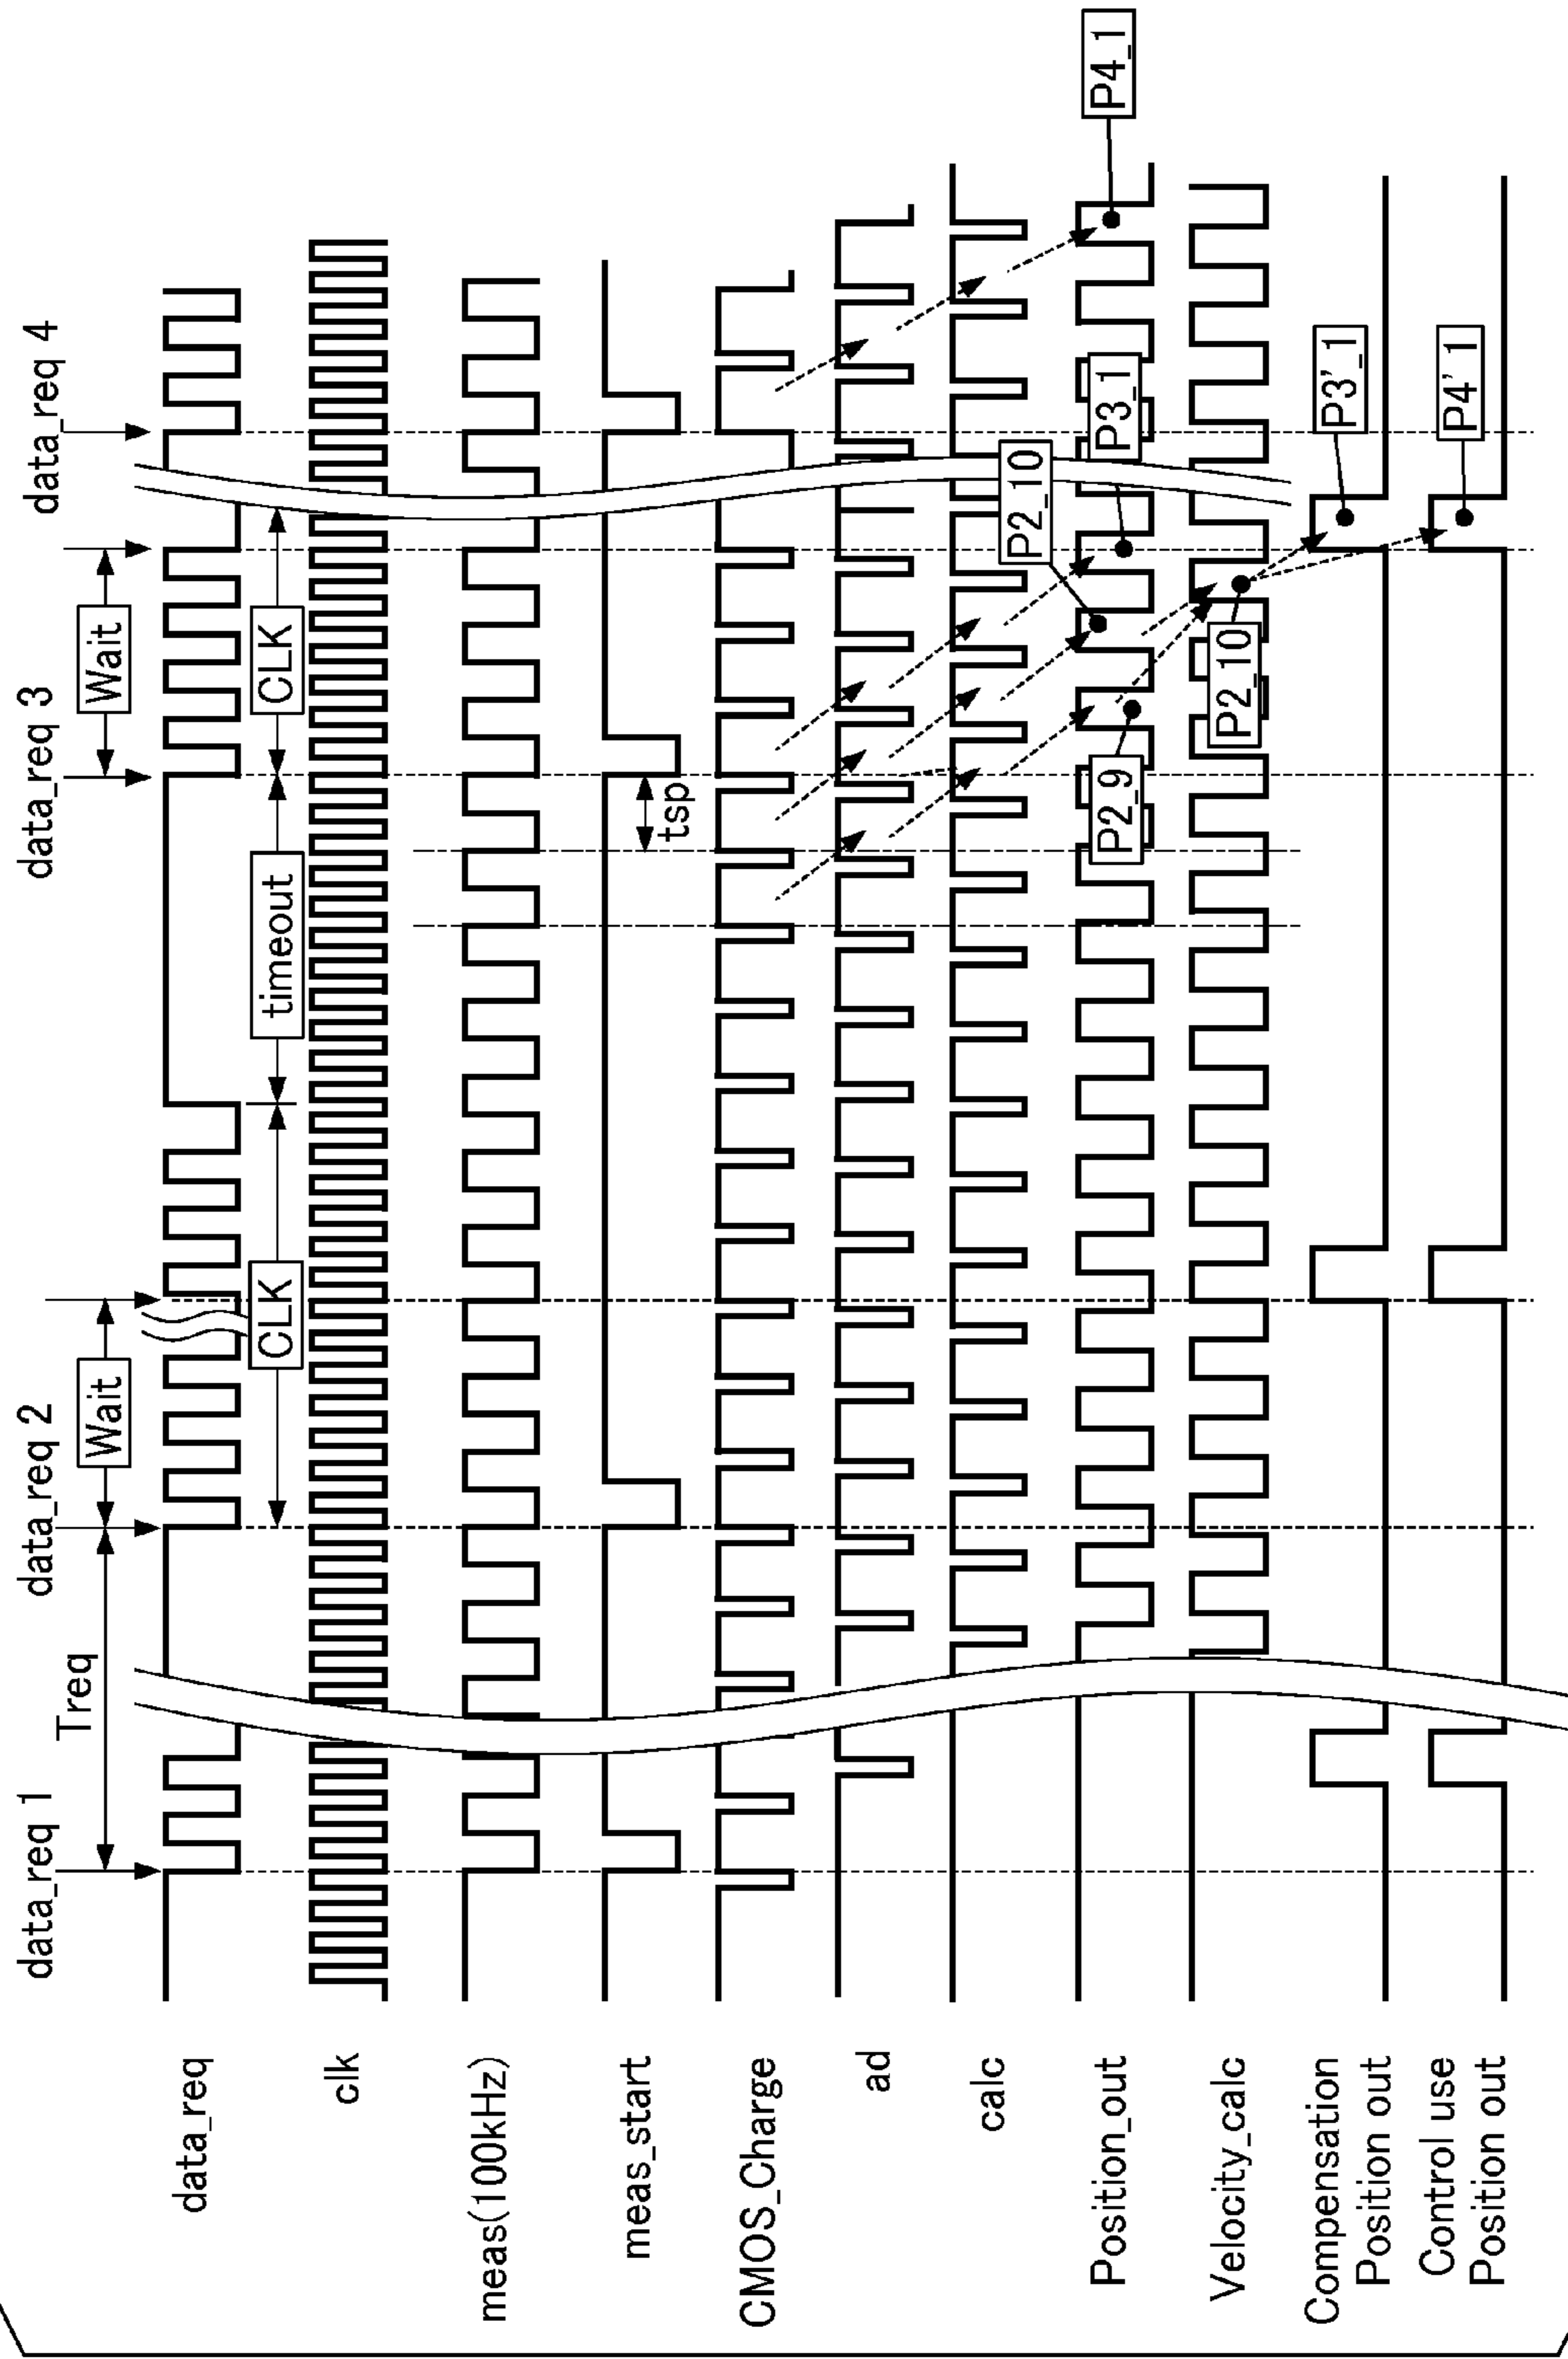 data_req 1
data_req 2
data_req 3
data_req 4
Treq
Wait
Wait
data_req
CLK
timeout
CLK
clk
meas(100kHz)
meas_start
tsp
CMOS_Charge
ad
calc
Position_out
P2_9
P2_10
P3_1
P4_1
Velocity_calc
P2_10
Compensation
Position out
P3'_1
Control use
Position out
P4'_1